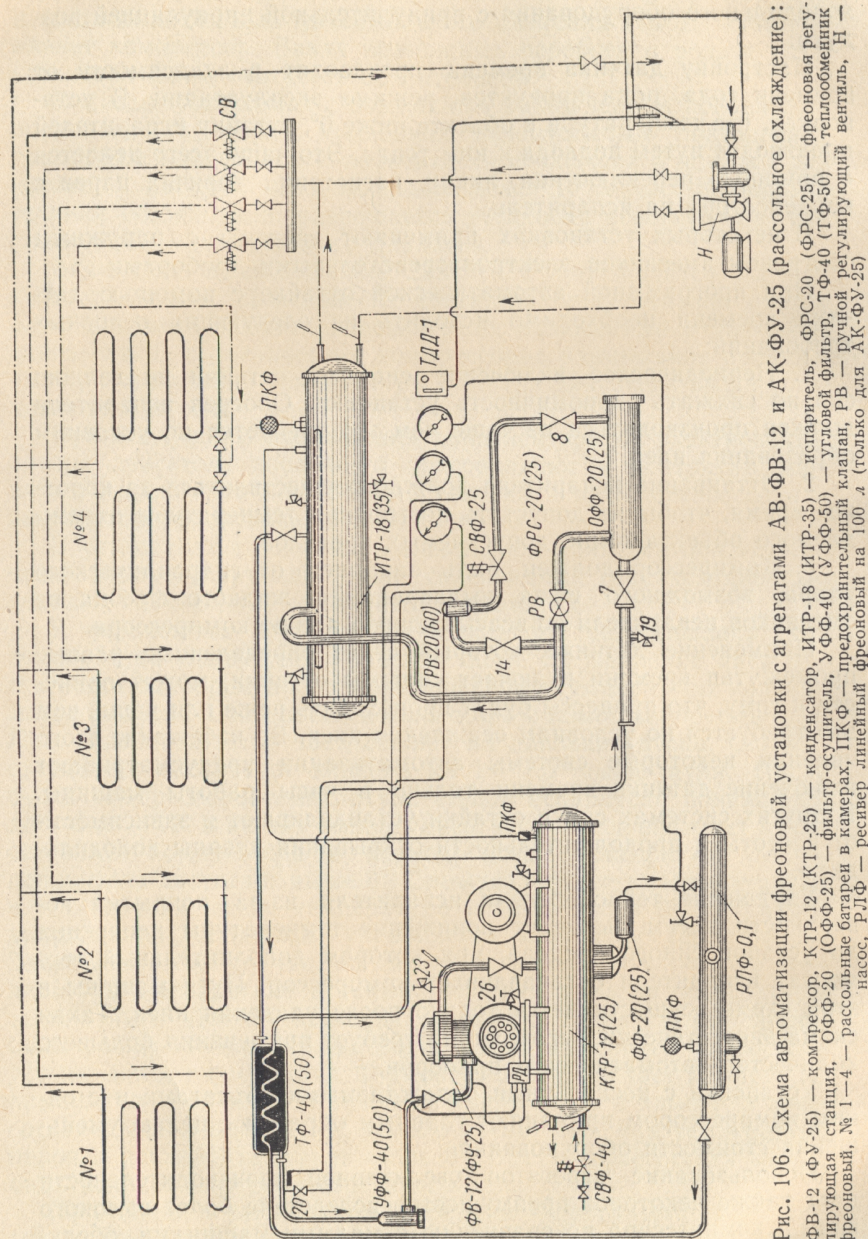 №1
№2
№3
№4
СВ
ТФ-40(50)
20
УФФ-40(50)
ФВ-12(ФУ-25)
РД
СВФ-40
23
26
КТР-12(25)
ФФ-20(25)
ПКФ
ПКФ
РЛФ-0,1
ПКФ
ИТР-18(35)
ТДД-1
ТРВ-20(60)
СВФ-25
ФРС-20(25)
8
14
РВ
ОФФ-20(25)
7
19
Н
Рис. 106. Схема автоматизации фреоновой установки с агрегатами АВ-ФВ-12 и АК-ФУ-25 (рассольное охлаждение):
ФВ-12 (ФУ-25) — компрессор, КТР-12 (КТР-25) — конденсатор, ИТР-18 (ИТР-35) — испаритель, ФРС-20 (ФРС-25) — фреоновая регу-
лирующая станция, ОФФ-20 (ОФФ-25) — фильтр-осушитель, УФФ-40 (УФФ-50) — угловой фильтр, ТФ-40 (ТФ-50) — теплообменник
фреоновый, № 1—4 — рассольные батареи в камерах, ПКФ — предохранительный клапан, РВ — ручной регулирующий вентиль, Н —
насос, РЛФ — ресивер линейный фреоновый на 100 л (только для АК-ФУ-25)